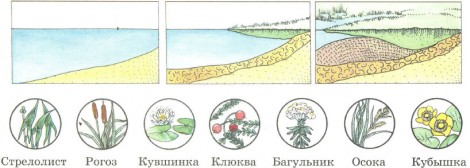 Стрелолист Рогоз Кувшинка Клюква Багульник Осока Кубышка